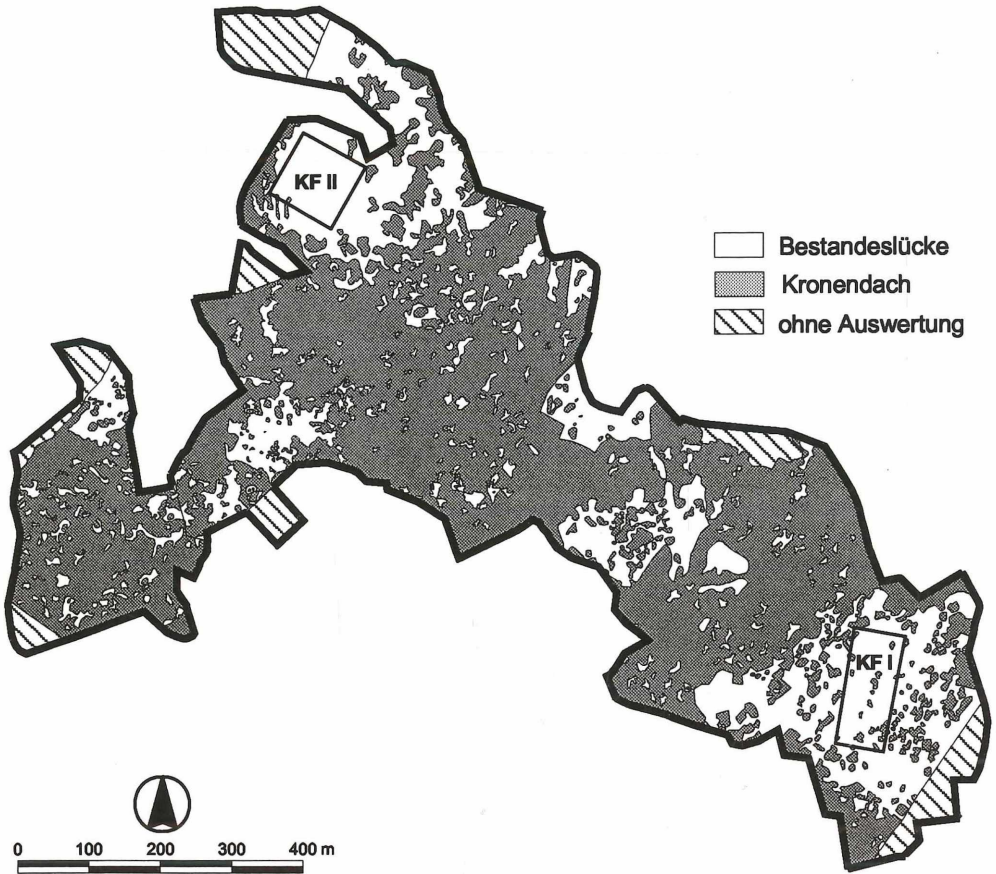 KF II
Bestandeslücke
Kronendach
ohne Auswertung
KF I
0 100 200 300 400 m